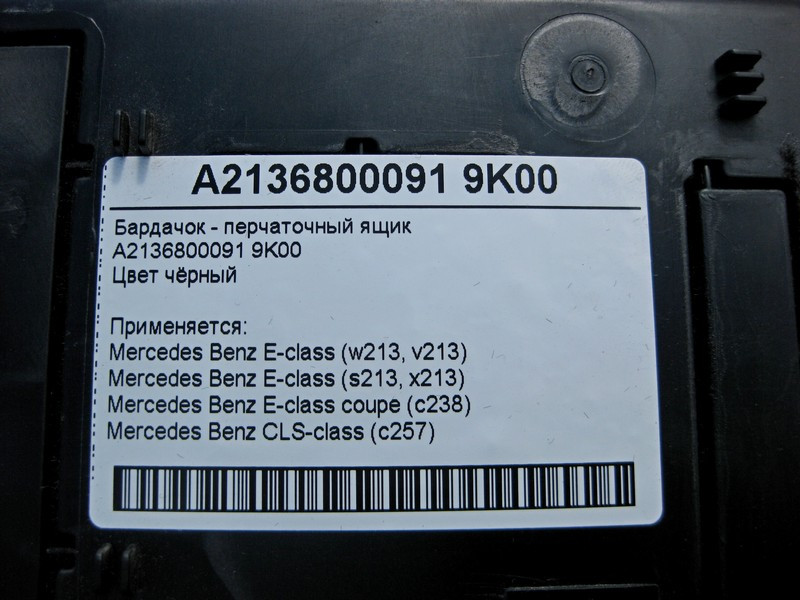 A2136800091 9K00
Бардачок - перчаточный ящик
A2136800091 9K00
Цвет чёрный
Применяется:
Mercedes Benz E-class (w213, v213)
Mercedes Benz E-class (s213, x213)
Mercedes Benz E-class coupe (c238)
Mercedes Benz CLS-class (c257)